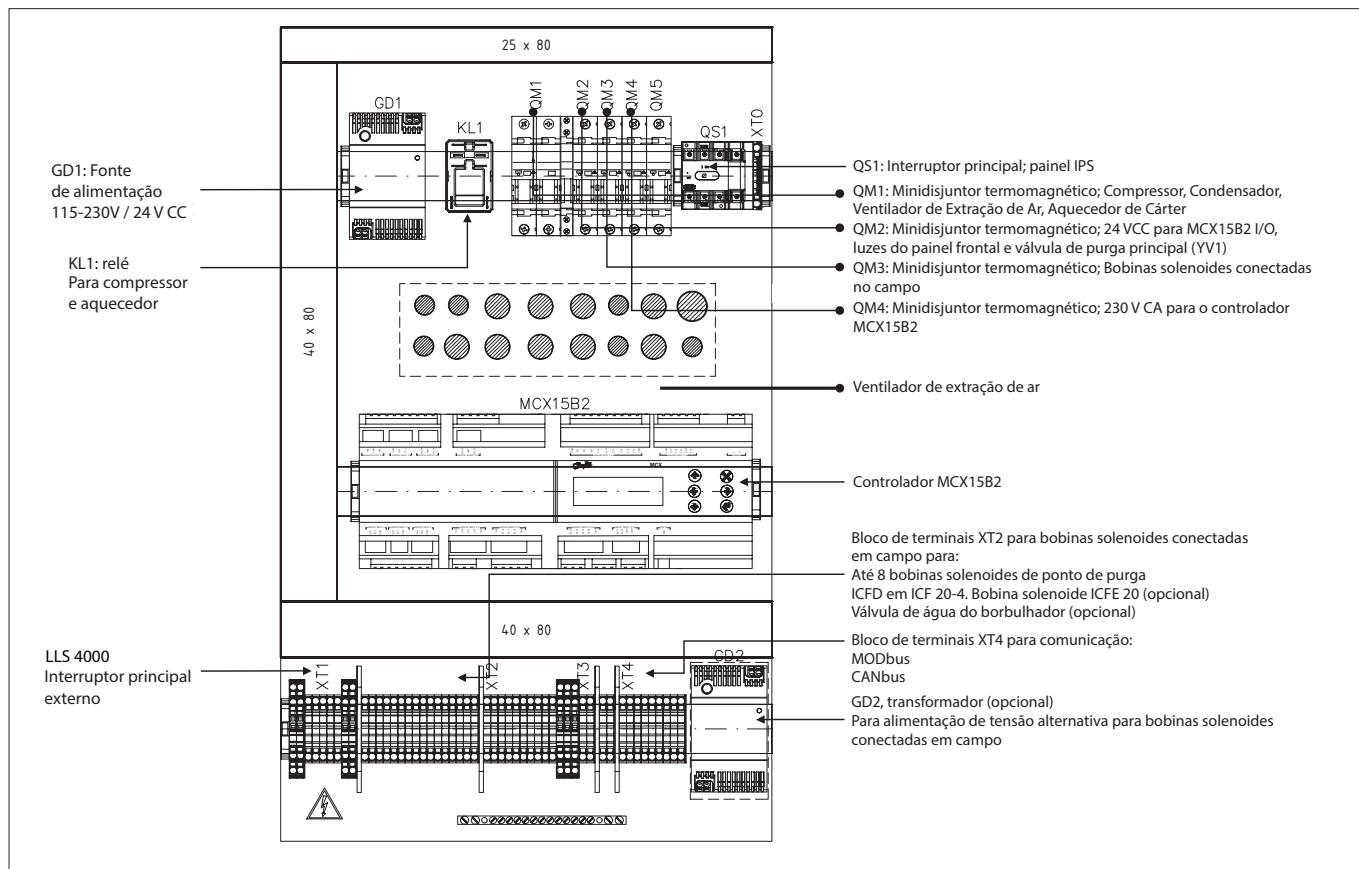 25 x 80
GD1
KL1
QM1
QM2
QM3
QM4
QM5
QS1
XT0
GD1: Fonte
de alimentação
115-230V / 24 V CC
KL1: relé
Para compressor
e aquecedor
40 x 80
QS1: Interruptor principal; painel IPS
QM1: Minidisjuntor termomagnético; Compressor, Condensador,
Ventilador de Extração de Ar, Aquecedor de Cárter
QM2: Minidisjuntor termomagnético; 24 VCC para MCX15B2 I/O,
luzes do painel frontal e válvula de purga principal (YV1)
QM3: Minidisjuntor termomagnético; Bobinas solenoides conectadas
no campo
QM4: Minidisjuntor termomagnético; 230 V CA para o controlador
MCX15B2
Ventilador de extração de ar
MCX15B2
Danfoss
MCX
Controlador MCX15B2
Bloco de terminais XT2 para bobinas solenoides conectadas
em campo para:
Até 8 bobinas solenoides de ponto de purga
ICFD em ICF 20-4. Bobina solenoide ICFE 20 (opcional)
Válvula de água do borbulhador (opcional)
40 x 80
LLS 4000
Interruptor principal
externo
XT1
XT2
XT3
XT4
GD2
Bloco de terminais XT4 para comunicação:
MODbus
CANbus
GD2, transformador (opcional)
Para alimentação de tensão alternativa para bobinas solenoides
conectadas em campo